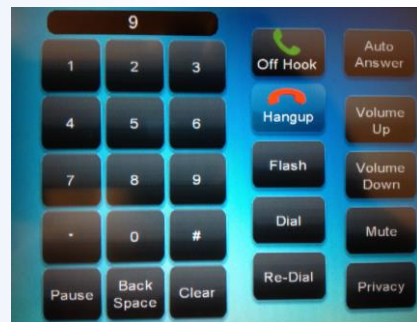 9
Off Hook
Auto
Answer
1
2
3
Hangup
Volume
Up
4
5
6
Flash
Volume
Down
7
8
9
Dial
Mute
0
#
Re-Dial
Privacy
Pause
Back
Space
Clear